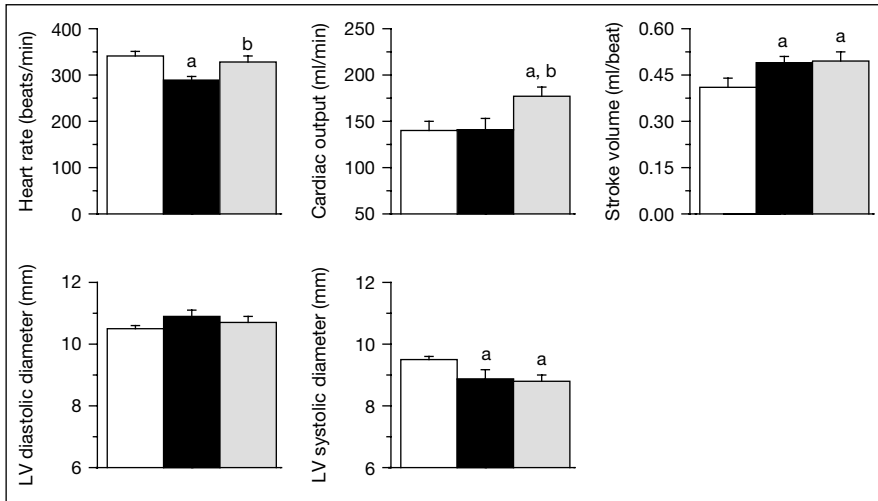 Heart rate (beats/min)
400
300
200
100
0
a
b
Cardiac output (ml/min)
250
200
150
100
50
a, b
Stroke volume (ml/beat)
0.60
0.45
0.30
0.15
0.00
a
a
LV diastolic diameter (mm)
12
10
8
6
LV systolic diameter (mm)
12
10
8
6
a
a